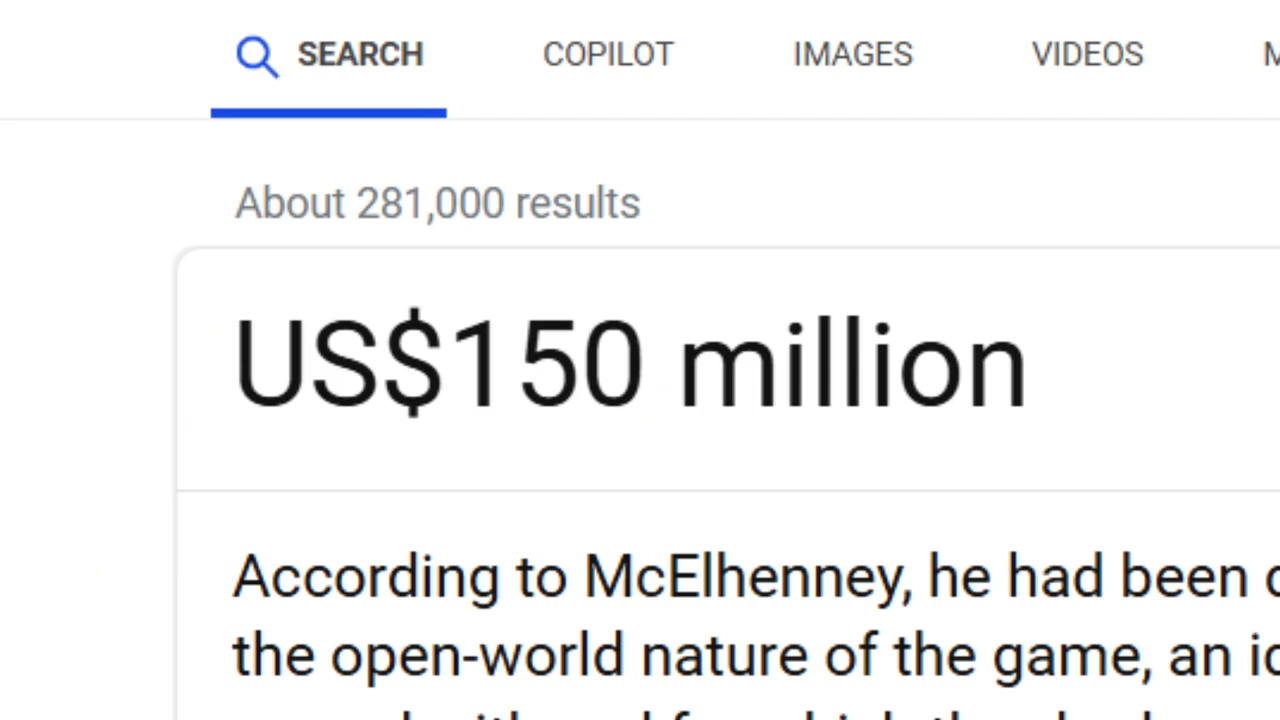 SEARCH COPILOT IMAGES VIDEOS
About 281,000 results
US$150 million
According to McElhenney, he had been
the open-world nature of the game, an